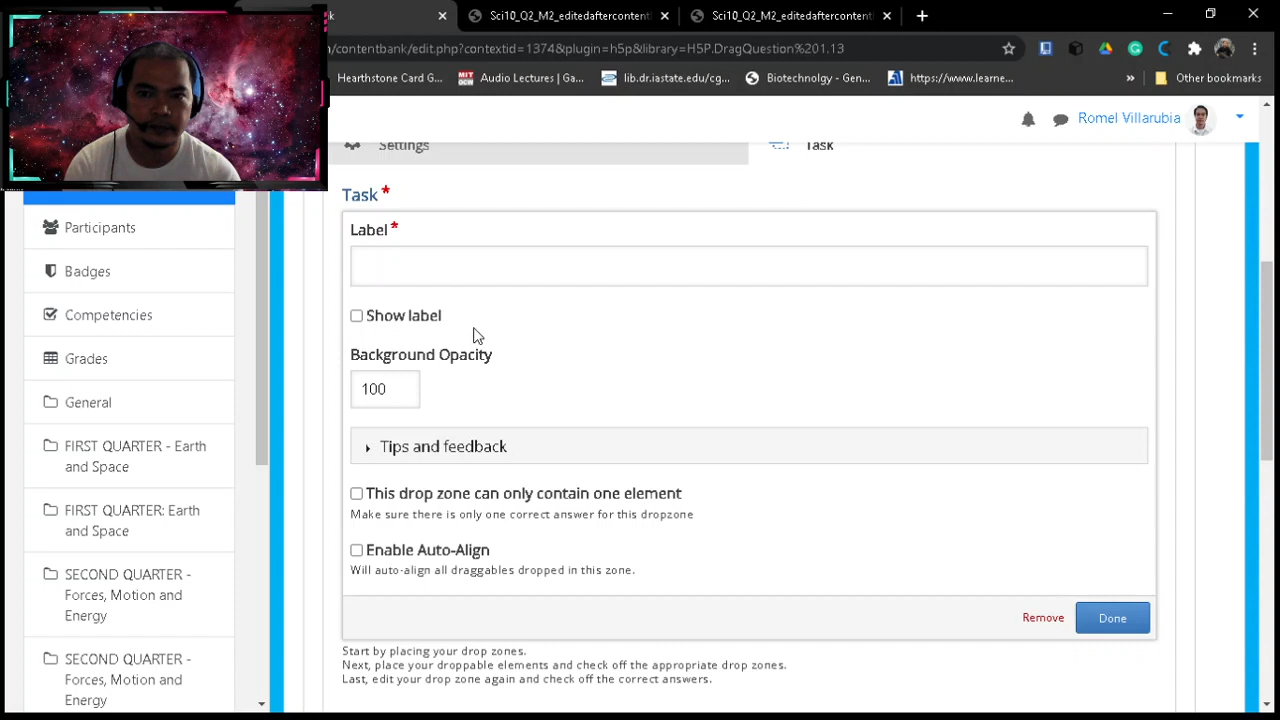 k
SCI10_Q2_M2_editedaftercontent
SCI10_Q2_M2_editedaftercontent
/contentbank/edit.php?contextid=1374&plugin=h5p&library=H5P.DragQuestion%201.13
Hearthstone Card G...
Audio Lectures | Ga...
lib.dr.iastate.edu/cg...
Biotechnolgy - Gen...
https://www.learne...
»
Other bookmarks
Romel Villarubia
Settings
Task
Task *
Label *
Show label
Background Opacity
100
Tips and feedback
This drop zone can only contain one element
Make sure there is only one correct answer for this dropzone
Enable Auto-Align
Will auto-align all draggables dropped in this zone.
Remove
Done
Start by placing your drop zones.
Next, place your droppable elements and check off the appropriate drop zones.
Last, edit your drop zone again and check off the correct answers.
Participants
Badges
Competencies
Grades
General
FIRST QUARTER - Earth
and Space
FIRST QUARTER: Earth
and Space
SECOND QUARTER -
Forces, Motion and
Energy
SECOND QUARTER -
Forces, Motion and
Energy